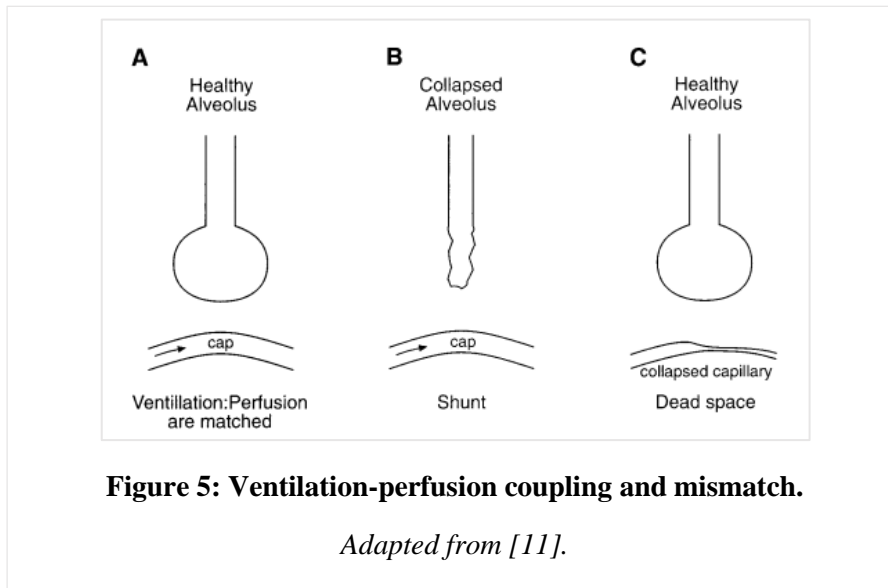 A
B
C
Healthy
Alveolus
Collapsed
Alveolus
Healthy
Alveolus
cap
cap
collapsed capillary
Ventillation:Perfusion
are matched
Shunt
Dead space
Figure 5: Ventilation-perfusion coupling and mismatch.
Adapted from [11].